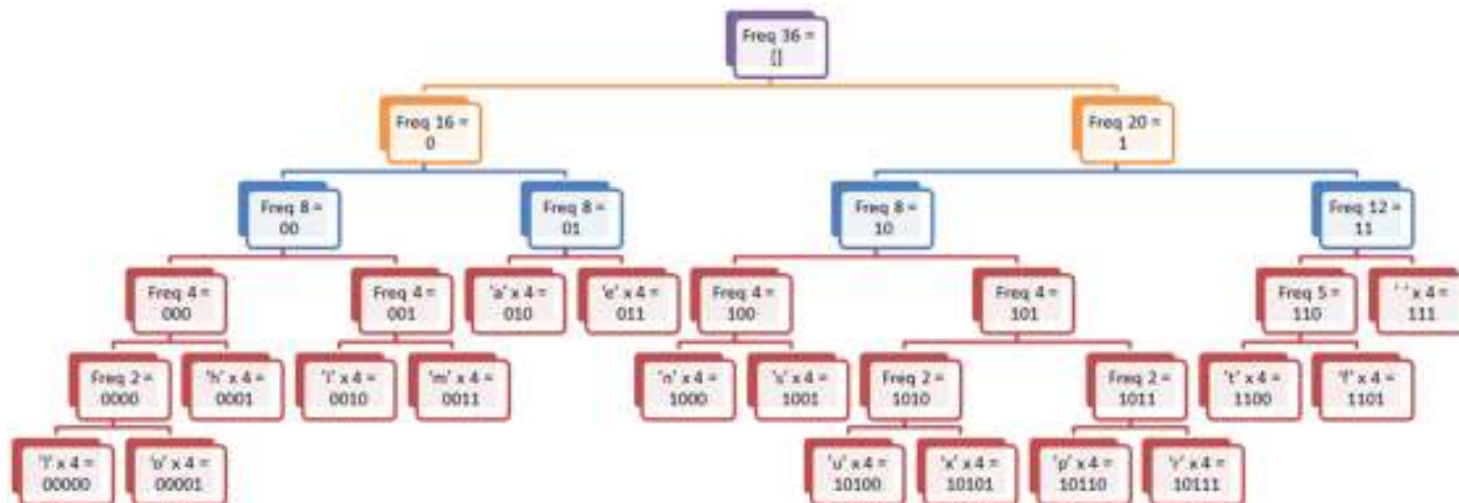 Freq 36 =
[]
Freq 16 =
0
Freq 20 =
1
Freq 8 =
00
Freq 8 =
01
Freq 8 =
10
Freq 12 =
11
Freq 4 =
000
Freq 4 =
001
'a' x 4 =
010
'e' x 4 =
011
Freq 4 =
100
Freq 4 =
101
Freq 5 =
110
' ' x 4 =
111
Freq 2 =
0000
'h' x 4 =
0001
'i' x 4 =
0010
'm' x 4 =
0011
'n' x 4 =
1000
's' x 4 =
1001
Freq 2 =
1010
Freq 2 =
1011
't' x 4 =
1100
'f' x 4 =
1101
'l' x 4 =
00000
'o' x 4 =
00001
'u' x 4 =
10100
'x' x 4 =
10101
'p' x 4 =
10110
'r' x 4 =
10111